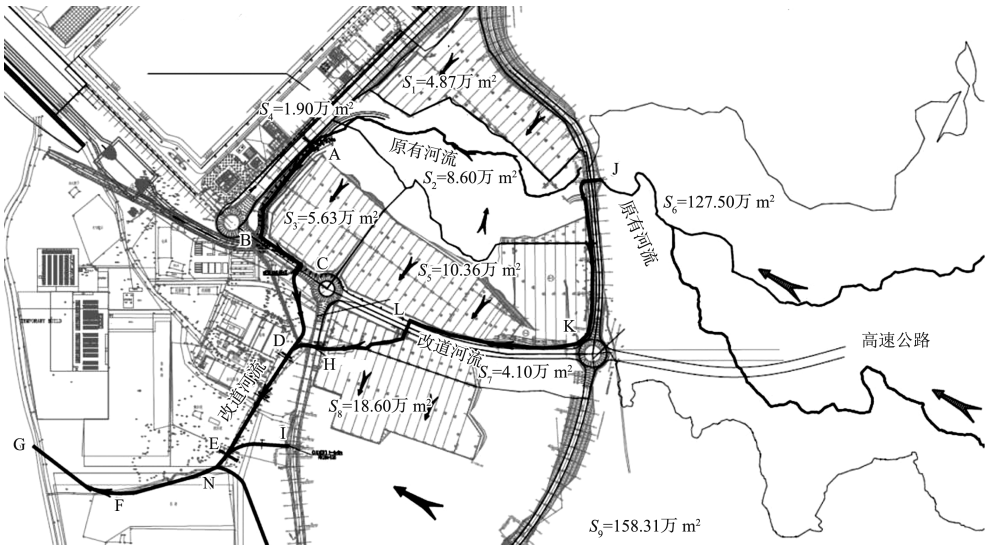 S₁=4.87万 m²
S₄=1.90万 m²
A
原有河流
J
S₂=8.60万 m²
S₆=127.50万 m²
S₃=5.63万 m²
原有河流
B
C
S₅=10.36万 m²
L
K
高速公路
D
改道河流
H
S₇=4.10万 m²
改道河流
S₈=18.60万 m²
G
E
I
N
F
S₉=158.31万 m²